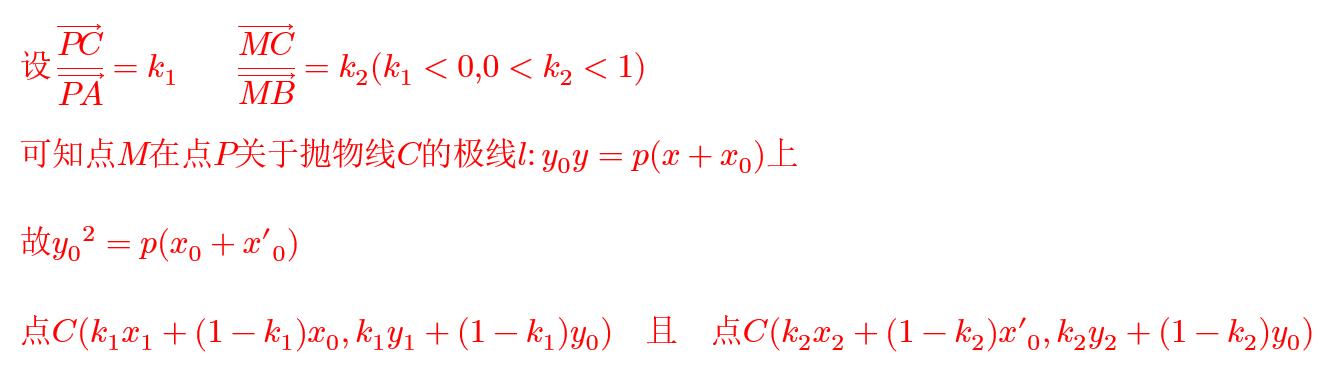 设 $\frac{\overrightarrow{PC}}{\overrightarrow{PA}} = k_1$ $\frac{\overrightarrow{MC}}{\overrightarrow{MB}} = k_2(k_1 < 0,0 < k_2 < 1)$
可知点$M$在点$P$关于抛物线$C$的极线$l: y_0y = p(x + x_0)$上
故$y_0{}^2 = p(x_0 + x'{}_0)$
点$C(k_1x_1 + (1 - k_1)x_0, k_1y_1 + (1 - k_1)y_0)$ 且 点$C(k_2x_2 + (1 - k_2)x'{}_0, k_2y_2 + (1 - k_2)y_0)$